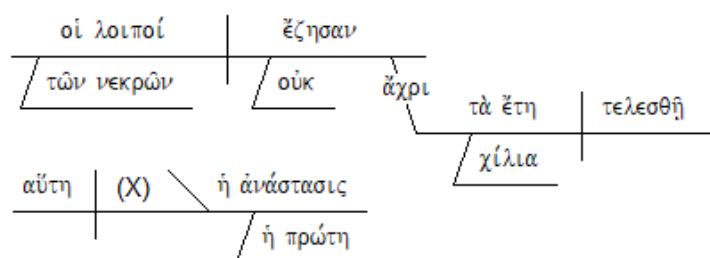 οἱ λοιποί ἔζησαν
τῶν νεκρῶν οὐκ ἄχρι
τὰ ἔτη τελεσθῇ
χίλια
αὕτη (X) ἡ ἀνάστασις
ἡ πρώτη